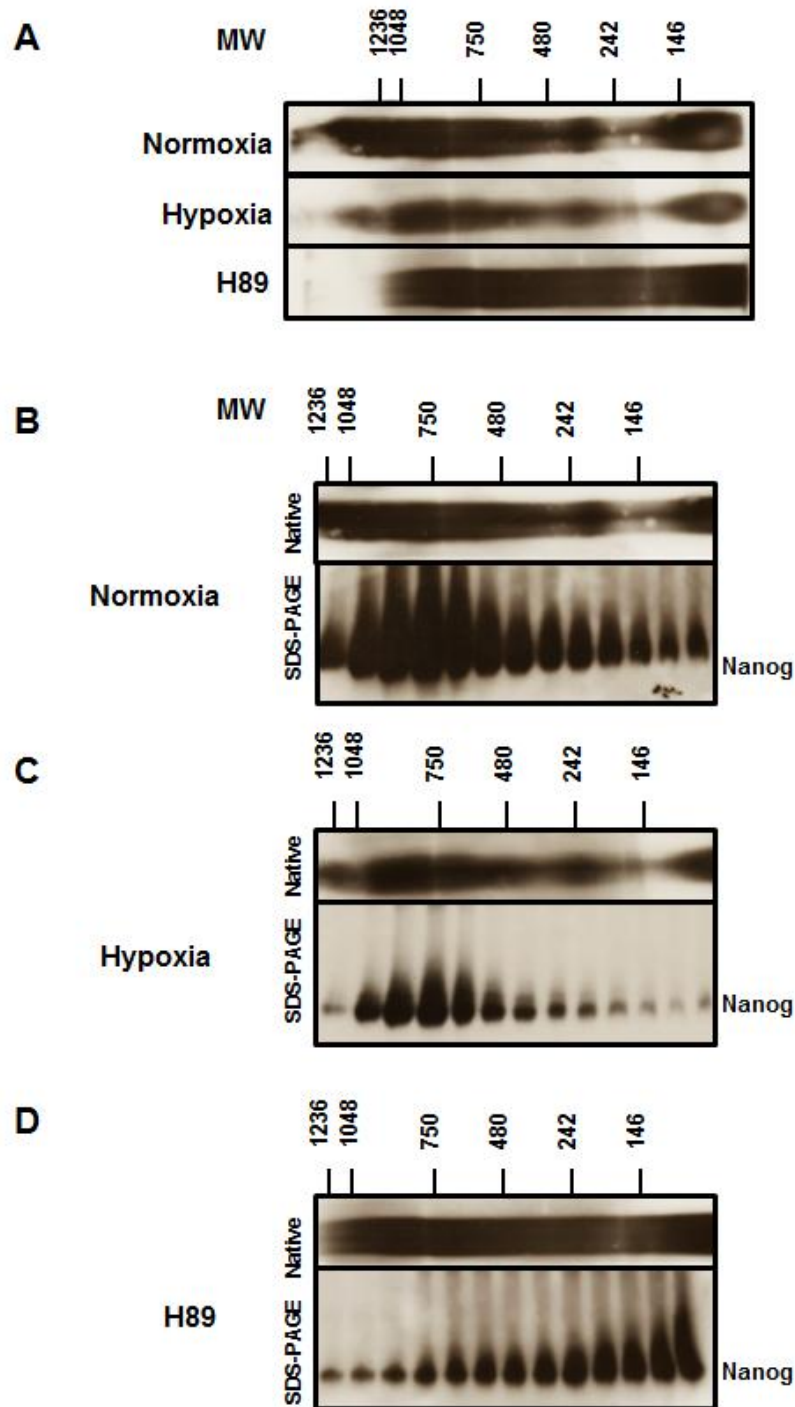 A
MW 1236 1048 750 480 242 146
Normoxia
Hypoxia
H89
B
MW 1236 1048 750 480 242 146
Native
Normoxia
SDS-PAGE
Nanog
C
1236 1048 750 480 242 146
Native
Hypoxia
SDS-PAGE
Nanog
D
1236 1048 750 480 242 146
Native
H89
SDS-PAGE
Nanog